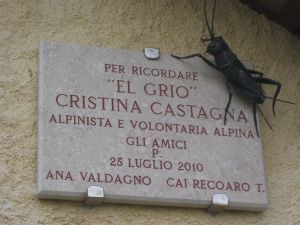 PER RICORDARE
"EL GRIO"
CRISTINA CASTAGNA
ALPINISTA E VOLONTARIA ALPINA
GLI AMICI
P.
25 LUGLIO 2010
ANA VALDAGNO CAI RECOARO T.